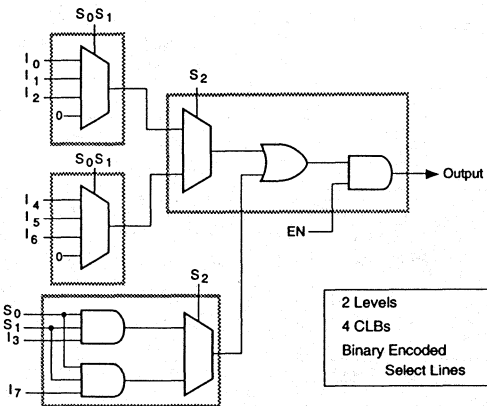 S0S1
I0
I1
I2
0
S2
S0S1
I4
I5
I6
0
Output
EN
S2
S0
S1
I3
I7
2 Levels
4 CLBs
Binary Encoded
Select Lines